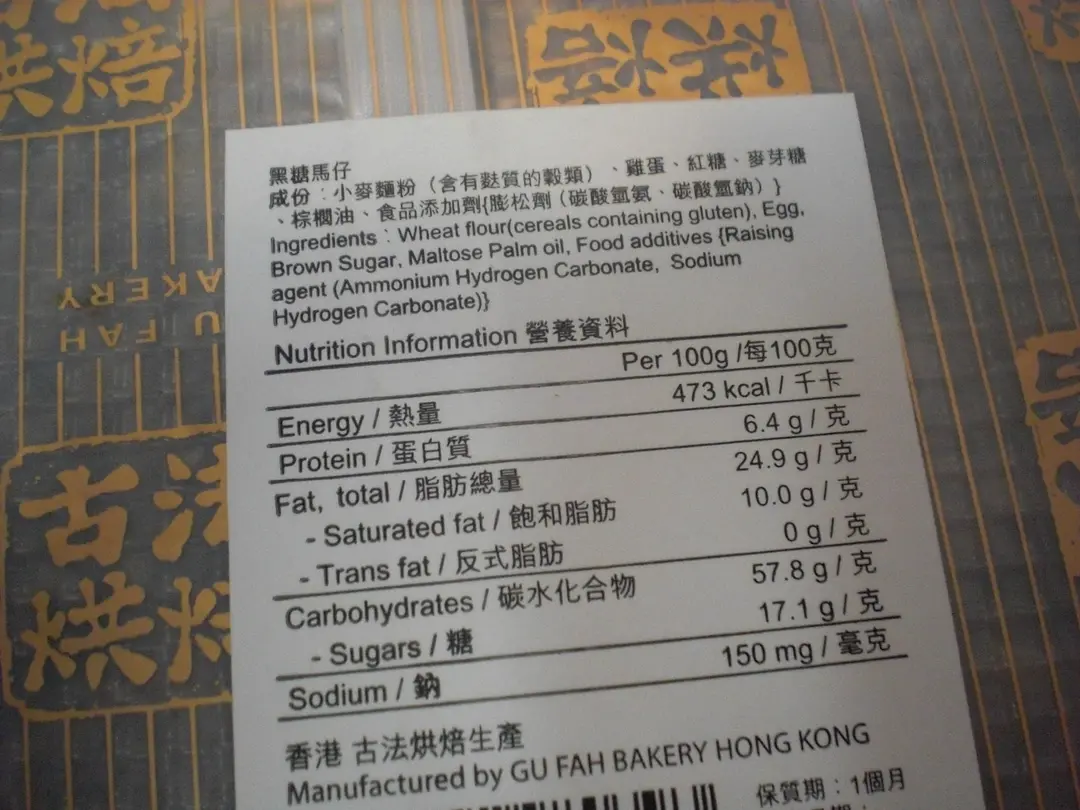 烘焙
烘焙
AKERY
U FAH
古法
烘焙
黑糖馬仔
成份：小麥麵粉（含有麩質的穀類）、雞蛋、紅糖、麥芽糖
、棕櫚油、食品添加劑{膨松劑（碳酸氫氨、碳酸氫鈉）}
Ingredients：Wheat flour(cereals containing gluten), Egg,
Brown Sugar, Maltose Palm oil, Food additives {Raising
agent (Ammonium Hydrogen Carbonate, Sodium
Hydrogen Carbonate)}
Nutrition Information 營養資料
Per 100g /每100克
Energy / 熱量 473 kcal / 千卡
Protein / 蛋白質 6.4 g / 克
Fat, total / 脂肪總量 24.9 g / 克
- Saturated fat / 飽和脂肪 10.0 g / 克
- Trans fat / 反式脂肪 0 g / 克
Carbohydrates / 碳水化合物 57.8 g / 克
- Sugars / 糖 17.1 g / 克
Sodium / 鈉 150 mg / 毫克
香港 古法烘焙生產
Manufactured by GU FAH BAKERY HONG KONG
保質期：1個月